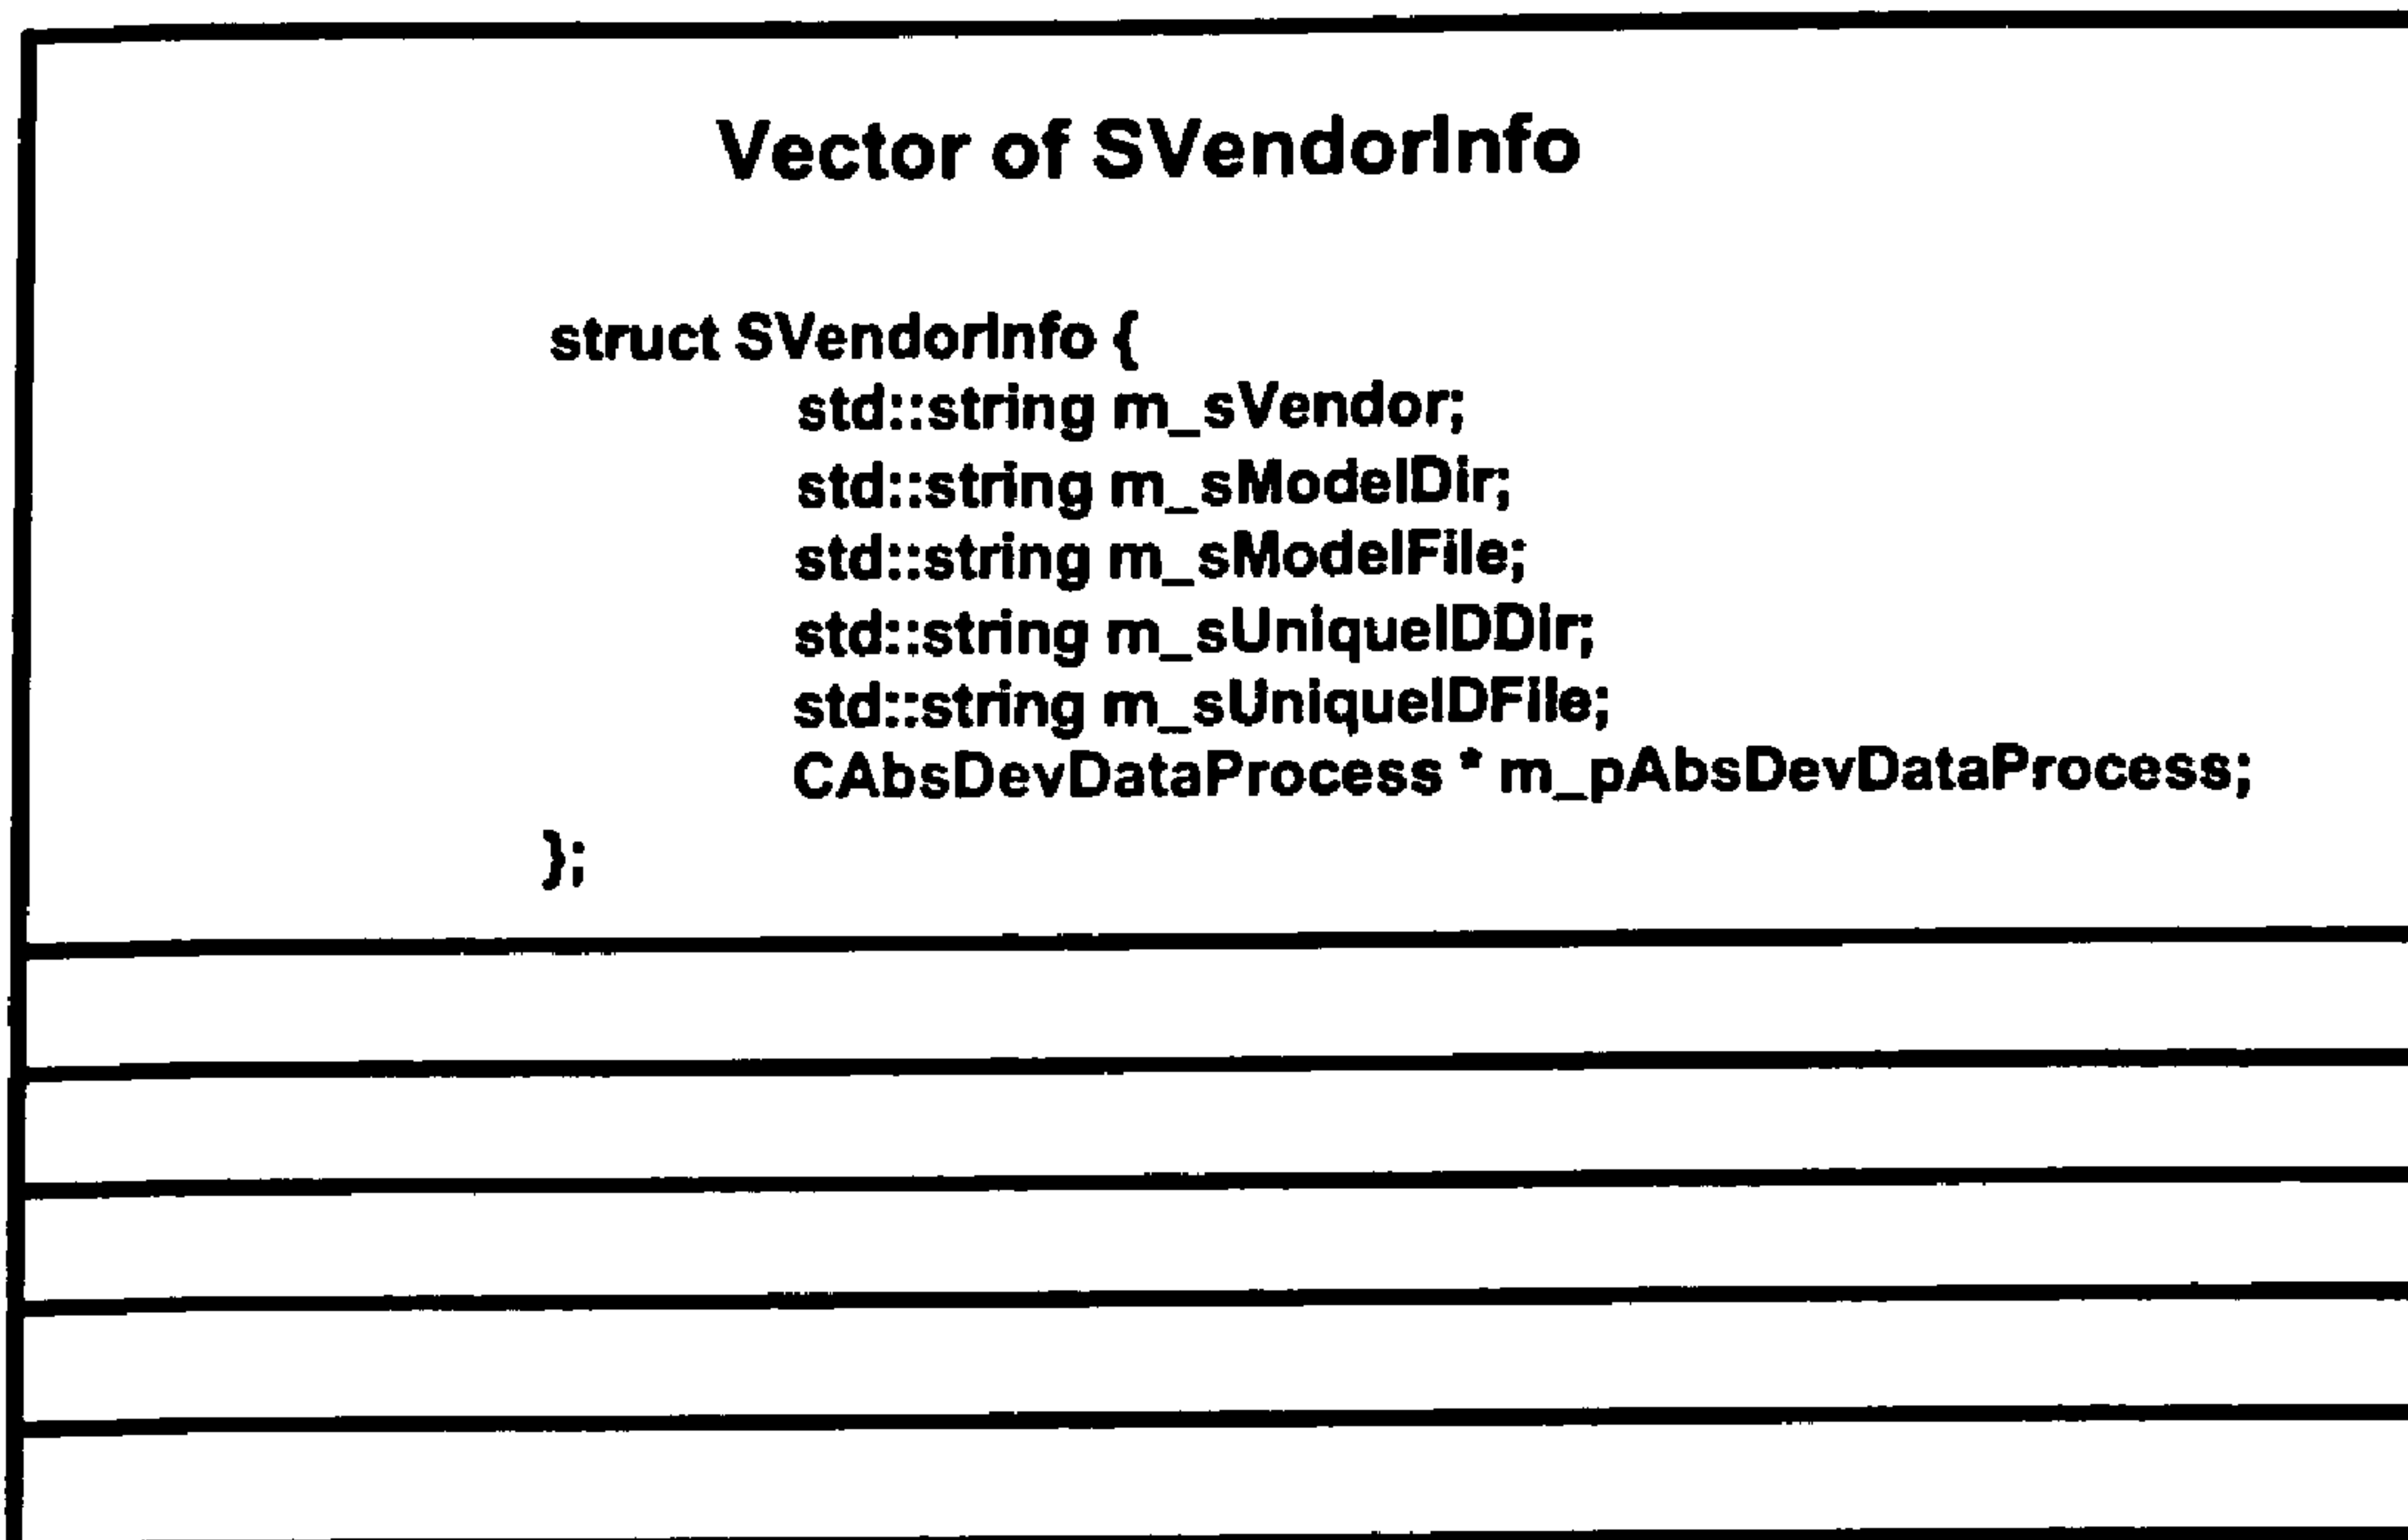 Vector of SVendorInfo
struct SVendorInfo {
std::string m_sVendor;
std::string m_sModelDir;
std::string m_sModelFile;
std::string m_sUniqueIDDir;
std::string m_sUniqueIDFile;
CAbsDevDataProcess * m_pAbsDevDataProcess;
};